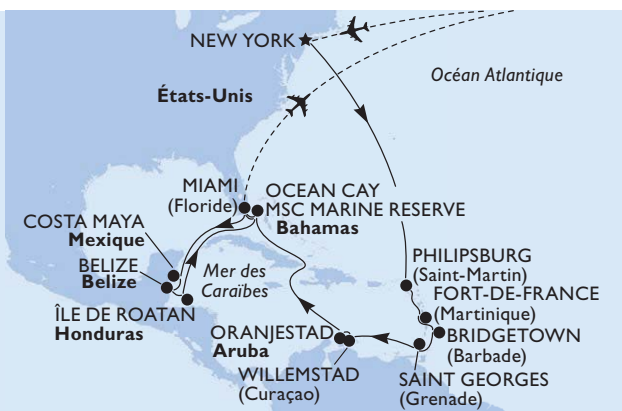 NEW YORK
Océan Atlantique
États-Unis
MIAMI
(Floride)
OCEAN CAY
MSC MARINE RESERVE
Bahamas
COSTA MAYA
Mexique
BELIZE
Belize
Mer des
Caraïbes
ÎLE DE ROATAN
Honduras
PHILIPSBURG
(Saint-Martin)
FORT-DE-FRANCE
(Martinique)
BRIDGETOWN
(Barbade)
ORANJESTAD
Aruba
WILLEMSTAD
(Curaçao)
SAINT GEORGES
(Grenade)